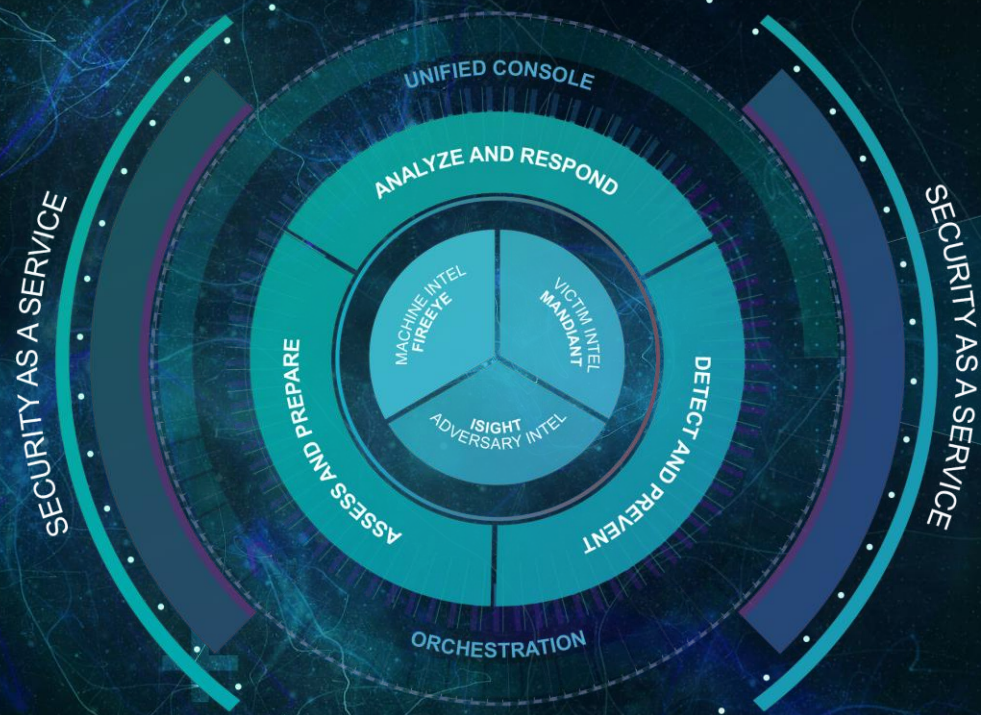 UNIFIED CONSOLE
ANALYZE AND RESPOND
SECURITY AS A SERVICE
SECURITY AS A SERVICE
MACHINE INTEL
FIREEYE
VICTIM INTEL
MANDIANT
ISIGHT
ADVERSARY INTEL
ASSESS AND PREPARE
DETECT AND PREVENT
ORCHESTRATION